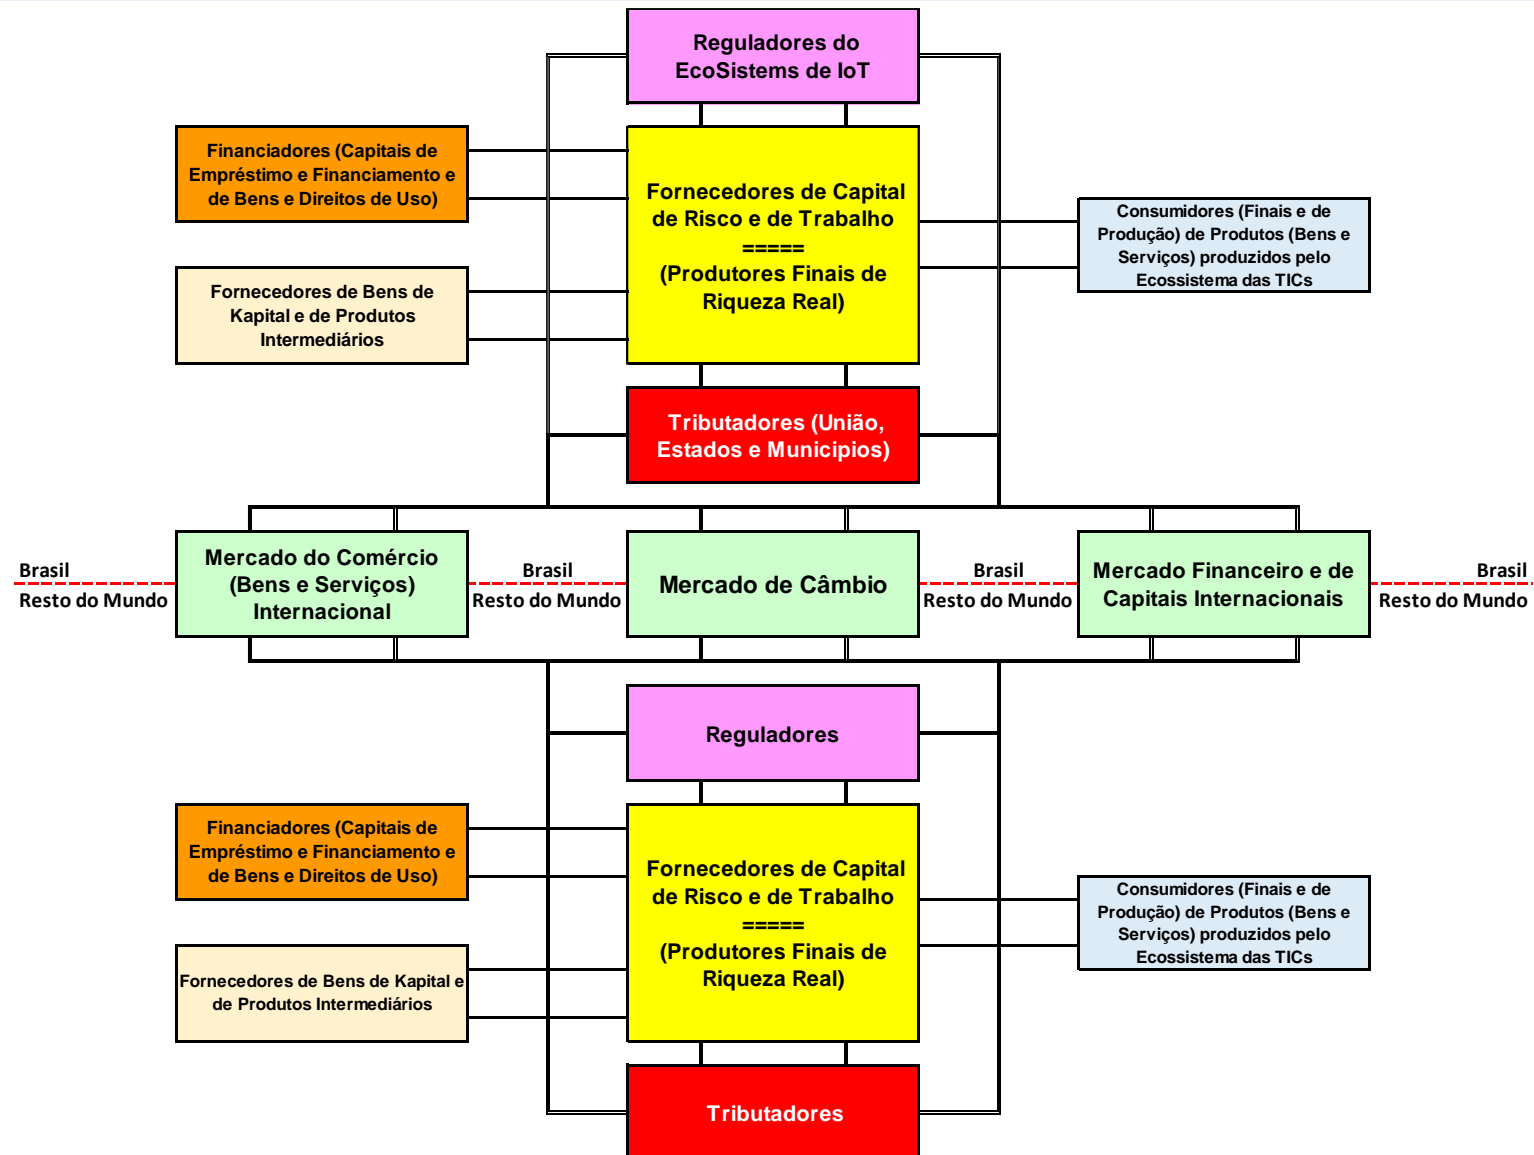 Reguladores do
EcoSistems de IoT
Financiadores (Capitais de
Empréstimo e Financiamento e
de Bens e Direitos de Uso)
Fornecedores de Capital
de Risco e de Trabalho
=====
(Produtores Finais de
Riqueza Real)
Consumidores (Finais e de
Produção) de Produtos (Bens e
Serviços) produzidos pelo
Ecossistema das TICs
Fornecedores de Bens de
Kapital e de Produtos
Intermediários
Tributadores (União,
Estados e Municipios)
Brasil
Resto do Mundo
Mercado do Comércio
(Bens e Serviços)
Internacional
Brasil
Resto do Mundo
Mercado de Câmbio
Brasil
Resto do Mundo
Mercado Financeiro e de
Capitais Internacionais
Brasil
Resto do Mundo
Reguladores
Financiadores (Capitais de
Empréstimo e Financiamento e
de Bens e Direitos de Uso)
Fornecedores de Capital
de Risco e de Trabalho
=====
(Produtores Finais de
Riqueza Real)
Consumidores (Finais e de
Produção) de Produtos (Bens e
Serviços) produzidos pelo
Ecossistema das TICs
Fornecedores de Bens de Kapital e
de Produtos Intermediários
Tributadores